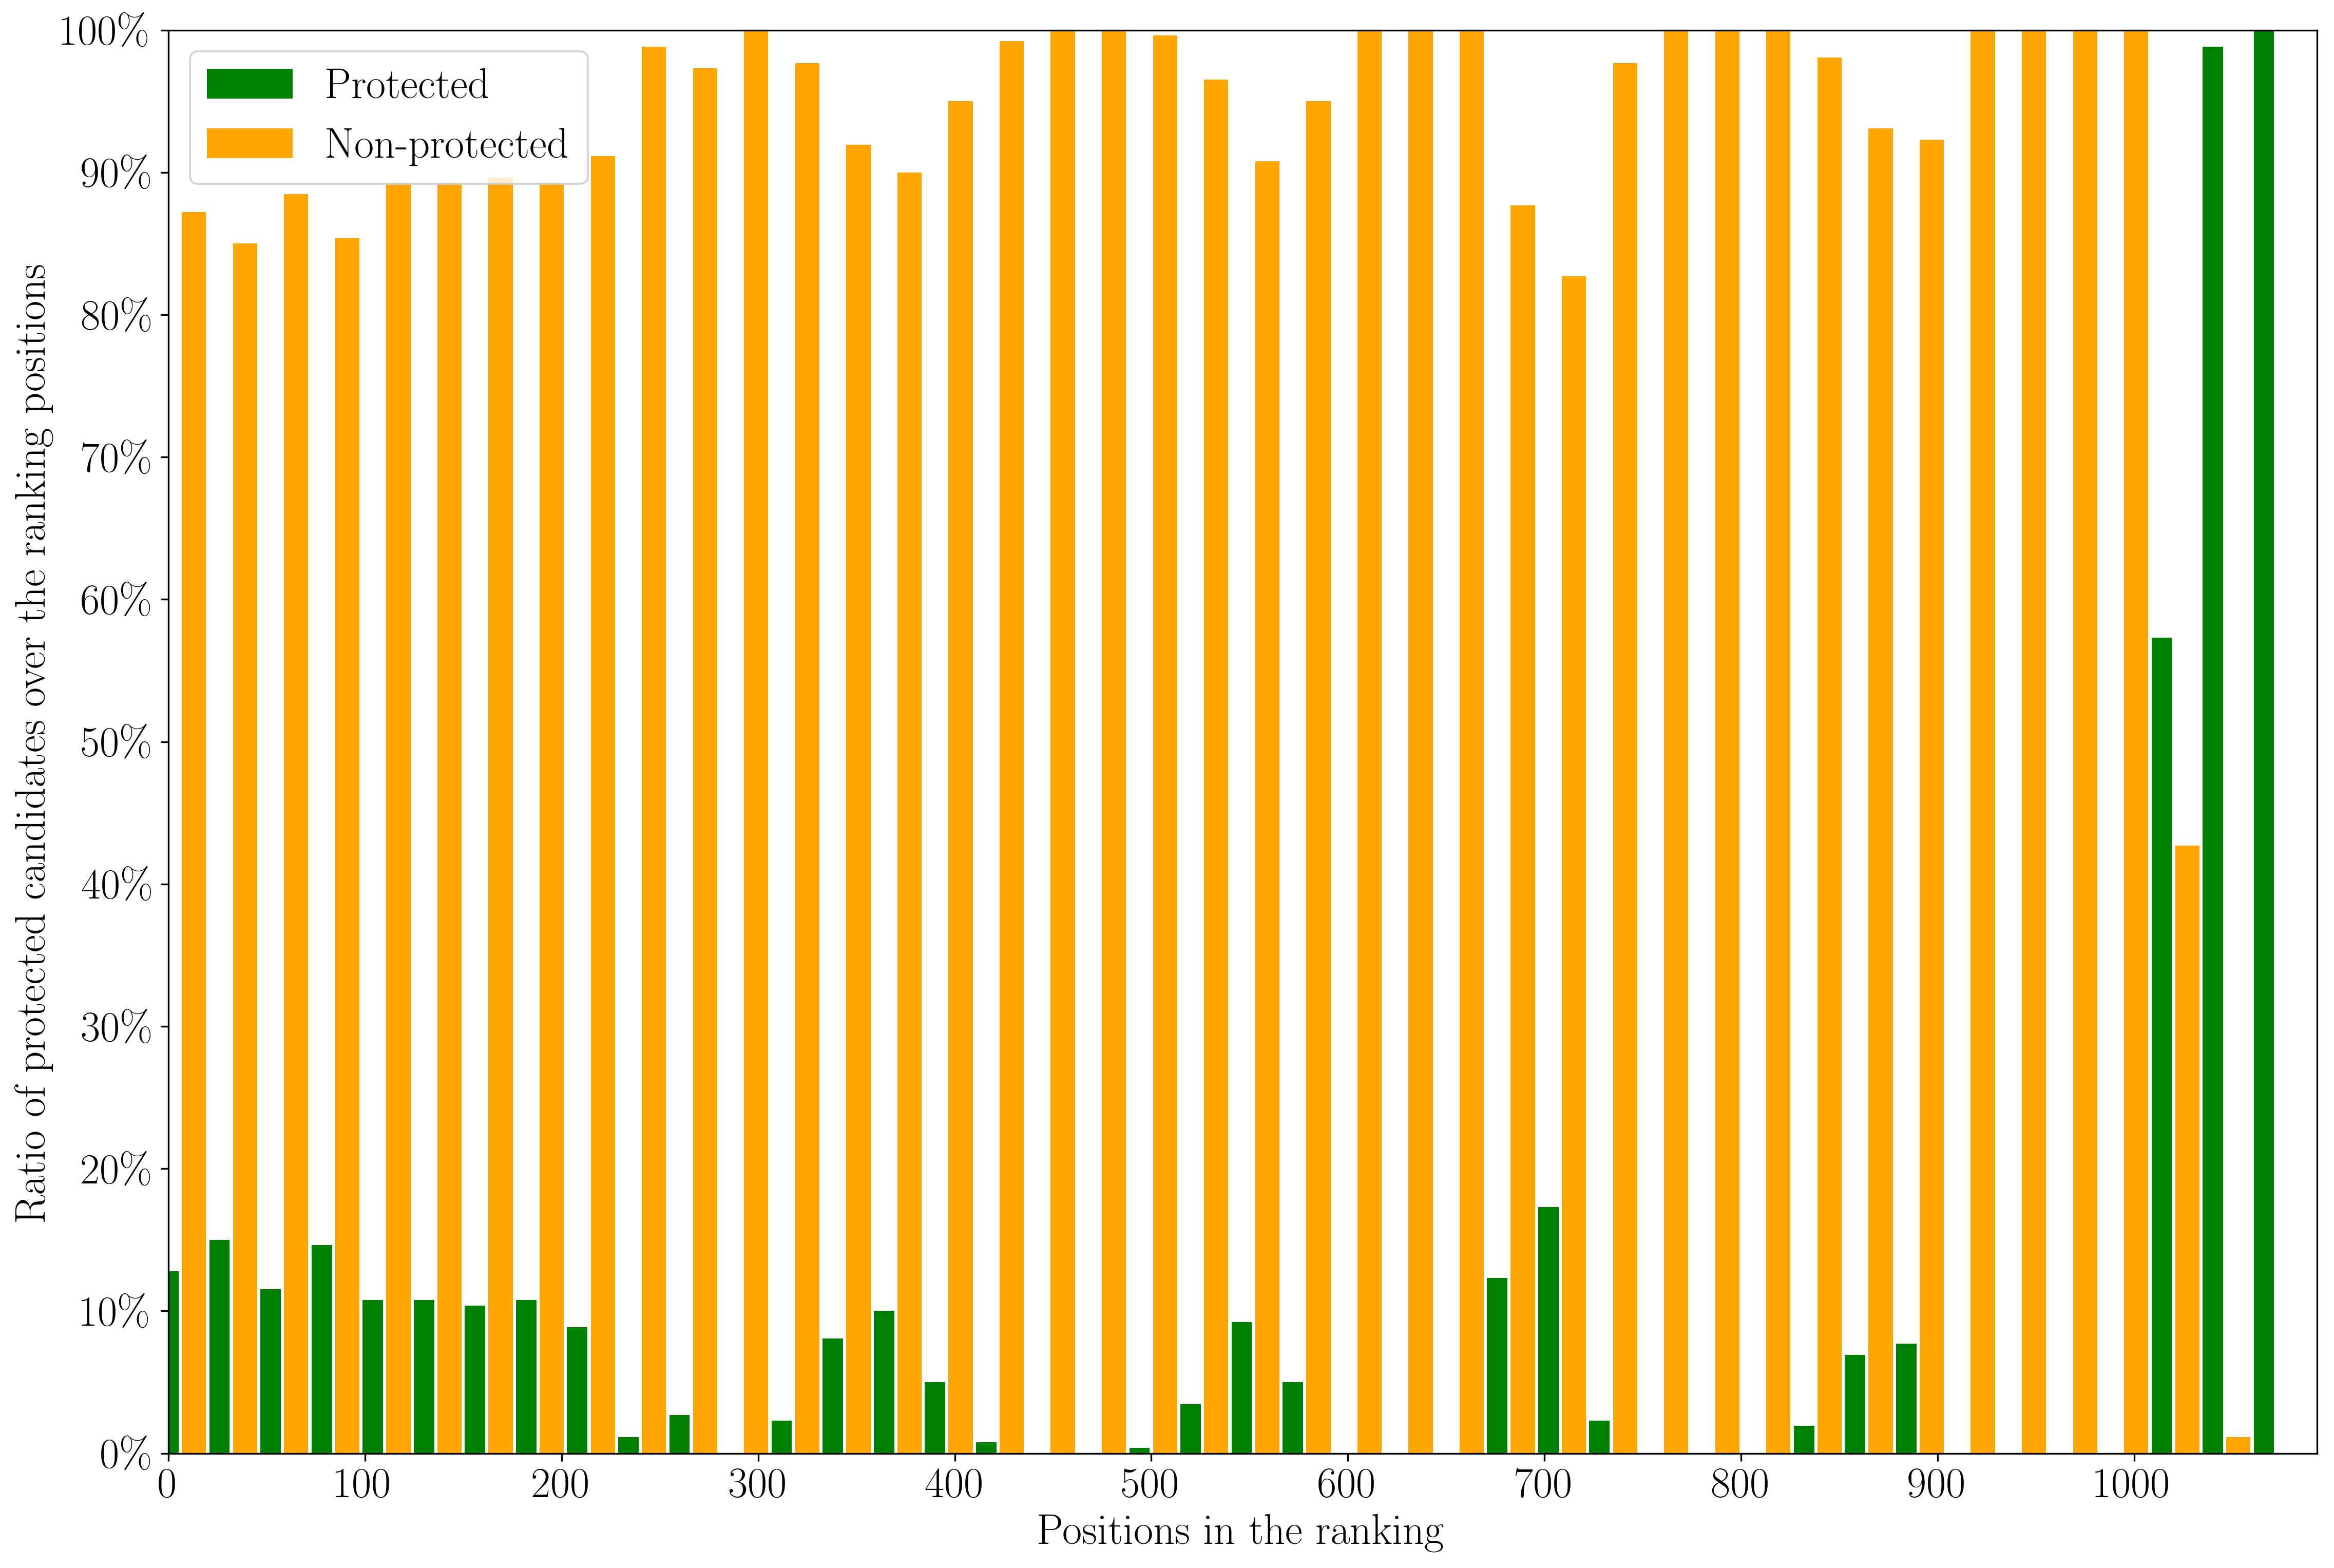 Ratio of protected candidates over the ranking positions
100%
90%
80%
70%
60%
50%
40%
30%
20%
10%
0%
Protected
Non-protected
0 100 200 300 400 500 600 700 800 900 1000
Positions in the ranking